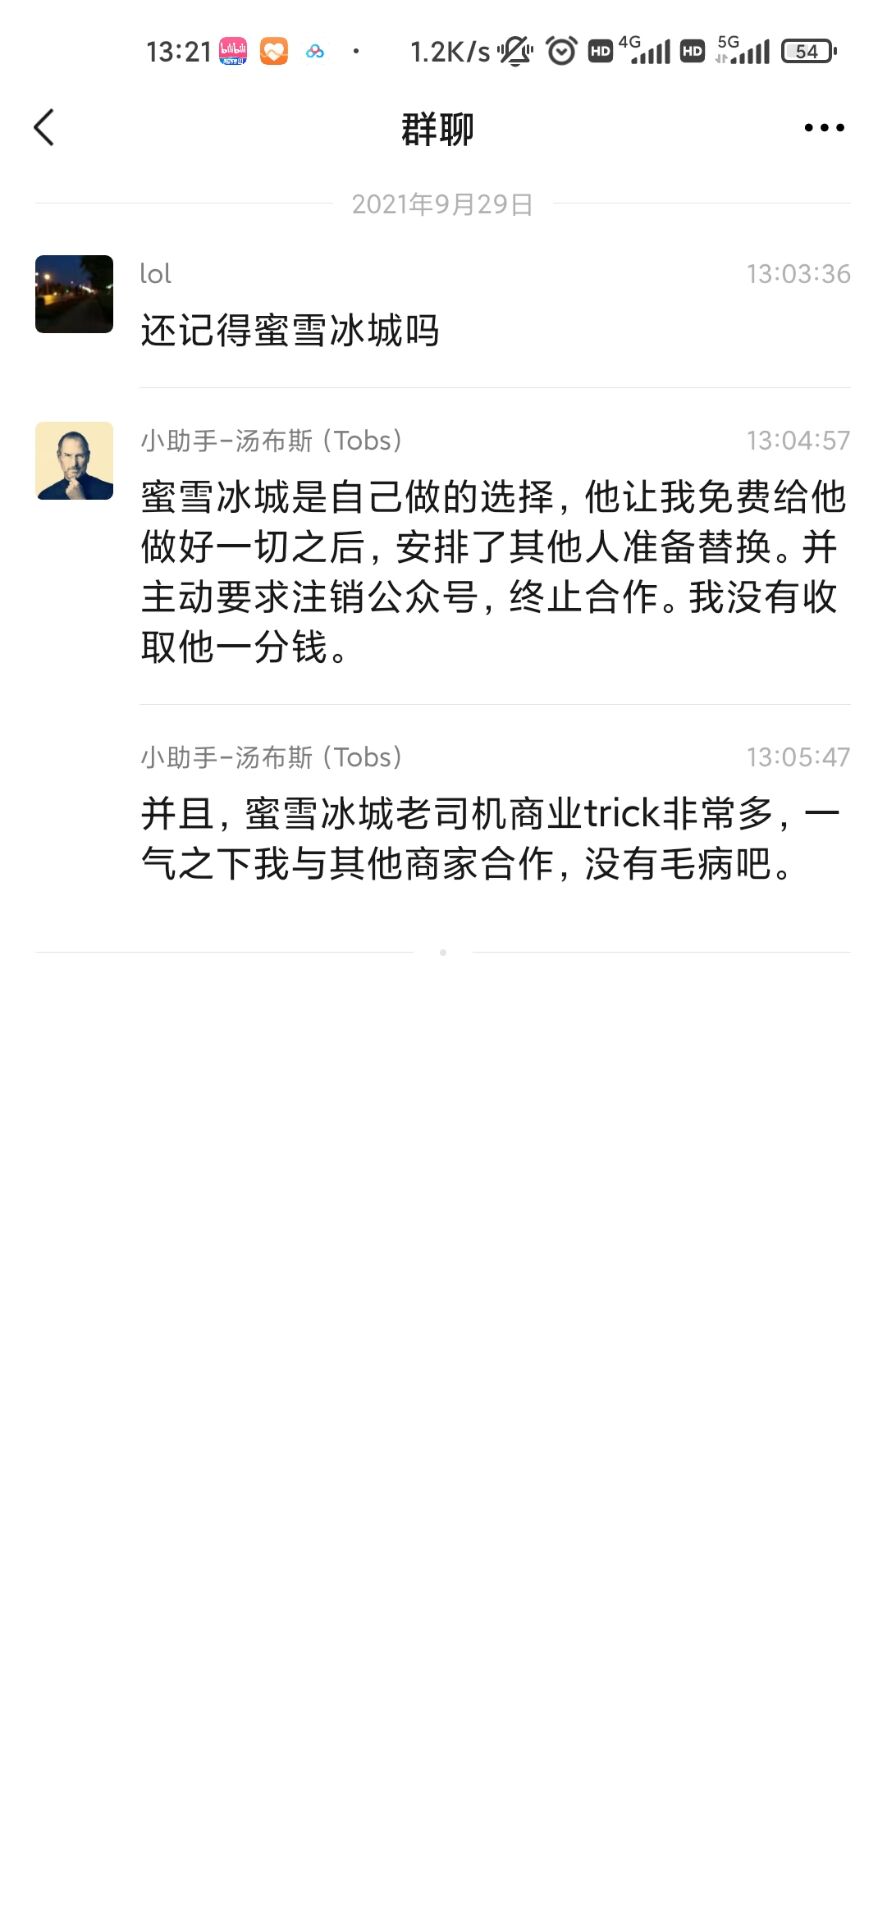 13:21 1.2K/s HD 4G HD 5G 54
群聊
2021年9月29日
lol 13:03:36
还记得蜜雪冰城吗
小助手-汤布斯（Tobs） 13:04:57
蜜雪冰城是自己做的选择，他让我免费给他
做好一切之后，安排了其他人准备替换。并
主动要求注销公众号，终止合作。我没有收
取他一分钱。
小助手-汤布斯（Tobs） 13:05:47
并且，蜜雪冰城老司机商业trick非常多，一
气之下我与其他商家合作，没有毛病吧。